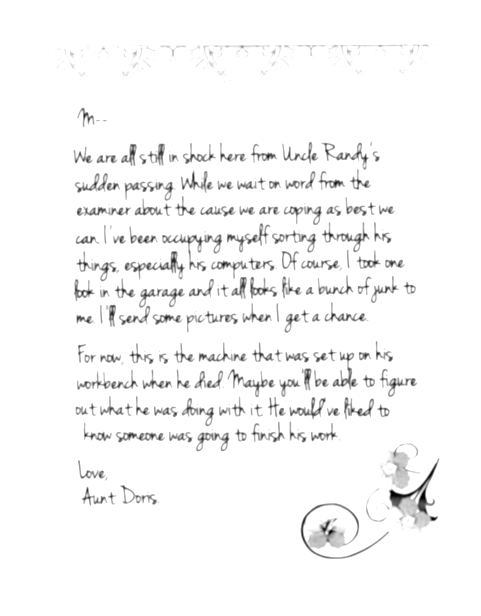 M--
We are all still in shock here from Uncle Randy's
sudden passing. While we wait on word from the
examiner about the cause we are coping as best we
can. I've been occupying myself sorting through his
things, especially his computers. Of course, I took one
look in the garage and it all looks like a bunch of junk to
me. I'll send some pictures when I get a chance.
For now, this is the machine that was set up on his
workbench when he died. Maybe you'll be able to figure
out what he was doing with it. He would've liked to
know someone was going to finish his work.
Love,
Aunt Doris.